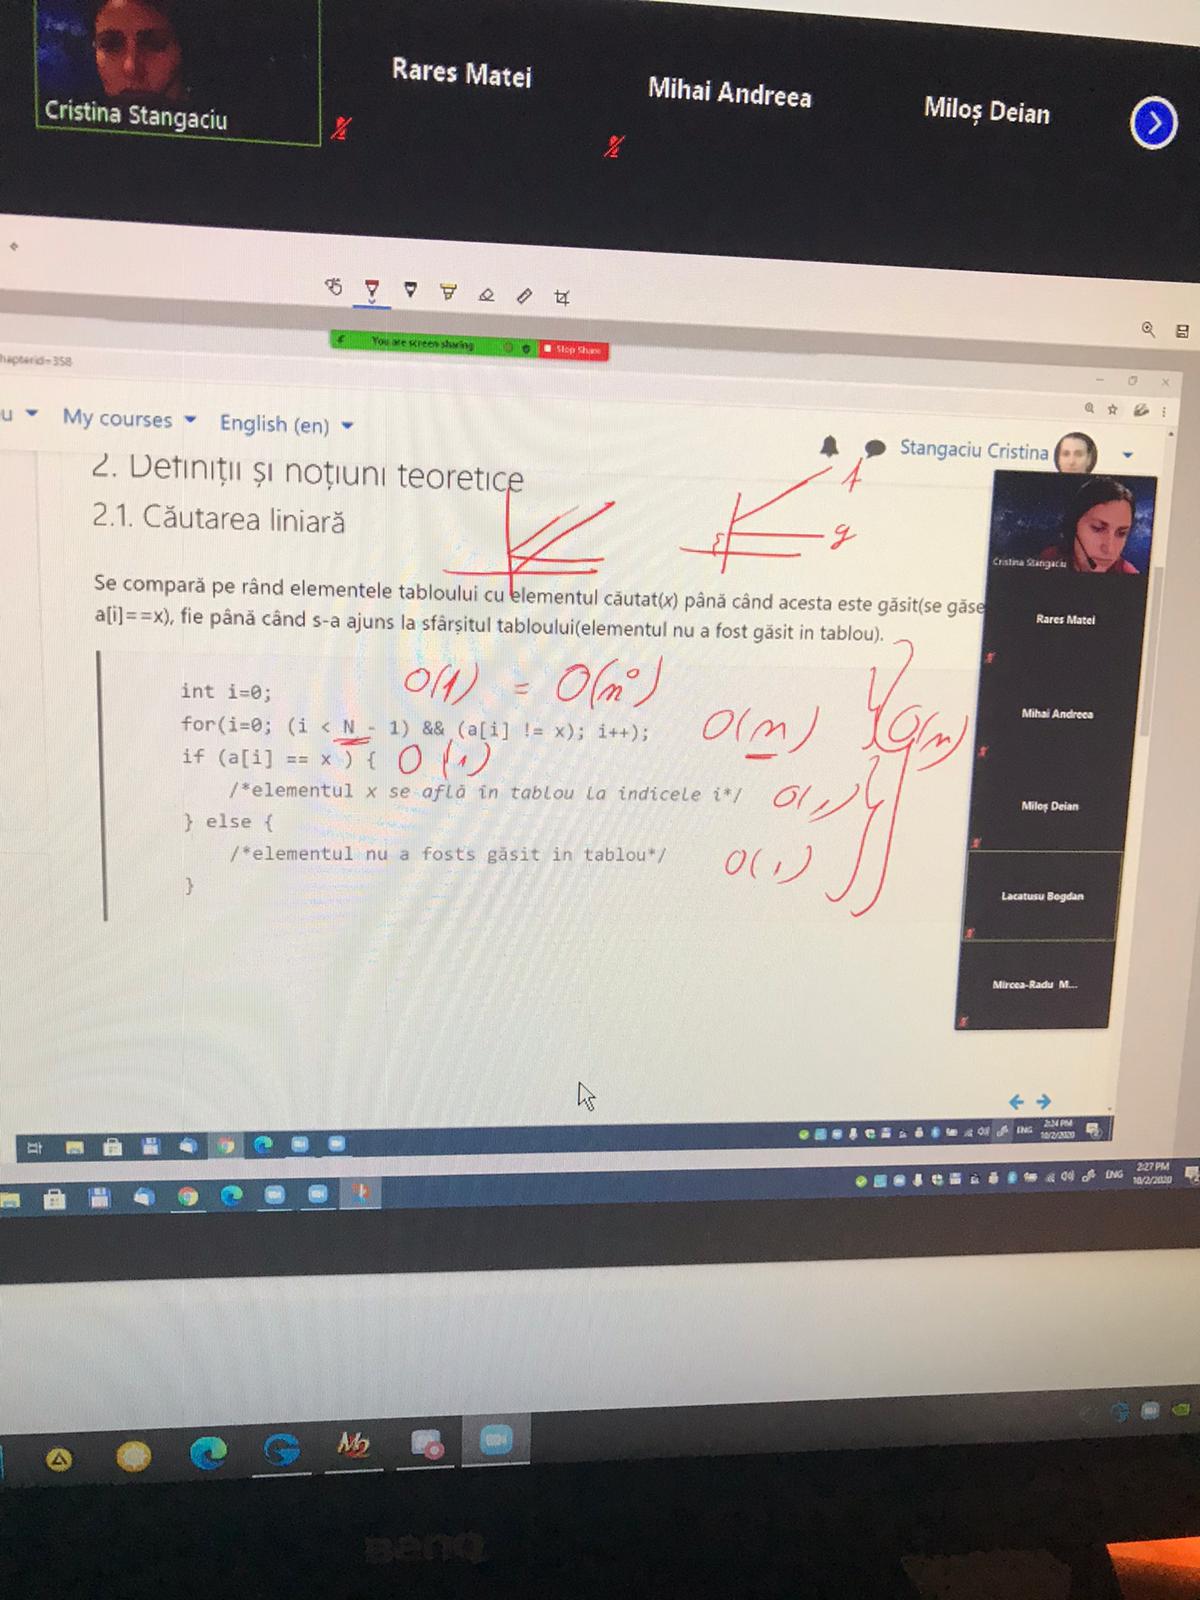 Cristina Stangaciu
Rares Matei
Mihai Andreea
Miloș Deian
You are screen sharing
Stop Share
hapterid=358
u
My courses
English (en)
Stangaciu Cristina
2. Definiții și noțiuni teoretice
2.1. Căutarea liniară
g
Se compară pe rând elementele tabloului cu elementul căutat(x) până când acesta este găsit(se găse
a[i]==x), fie până când s-a ajuns la sfârșitul tabloului(elementul nu a fost găsit in tablou).
int i=0;
O(1) = O(n⁰)
for(i=0; (i < N - 1) && (a[i] != x); i++);
O(n)
O(n)
if (a[i] == x ) {
O(1)
/*elementul x se află in tablou la indicele i*/
O(1)
} else {
/*elementul nu a fosts găsit in tablou*/
O(1)
}
Cristina Stangaciu
Rares Matei
Mihai Andreea
Miloș Deian
Lacatusu Bogdan
Mircea-Radu M...
ENG
2:24 PM
10/2/2020
ENG
2:27 PM
10/2/2020
BenQ